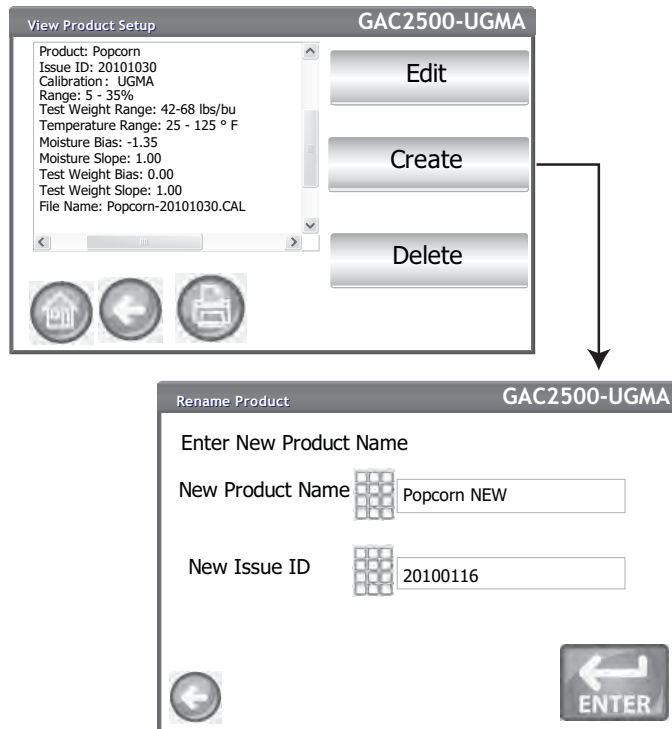 View Product Setup GAC2500-UGMA
Product: Popcorn
Issue ID: 20101030
Calibration : UGMA
Range: 5 - 35%
Test Weight Range: 42-68 lbs/bu
Temperature Range: 25 - 125 ° F
Moisture Bias: -1.35
Moisture Slope: 1.00
Test Weight Bias: 0.00
Test Weight Slope: 1.00
File Name: Popcorn-20101030.CAL
Edit
Create
Delete
Rename Product GAC2500-UGMA
Enter New Product Name
New Product Name Popcorn NEW
New Issue ID 20100116
ENTER